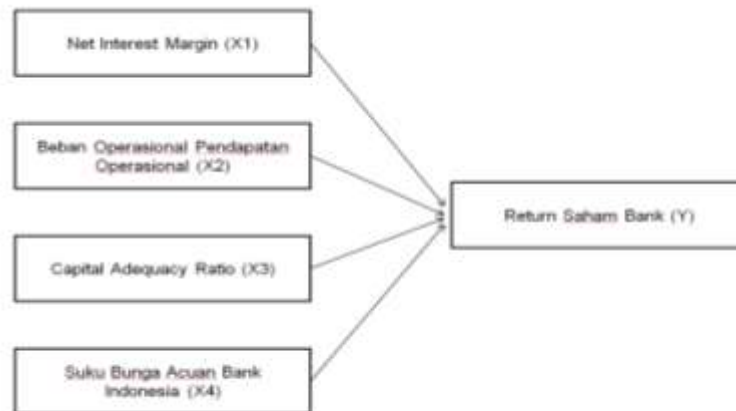 Net Interest Margin (X1)
Beban Operasional Pendapatan
Operasional (X2)
Return Saham Bank (Y)
Capital Adequacy Ratio (X3)
Suku Bunga Acuan Bank
Indonesia (X4)